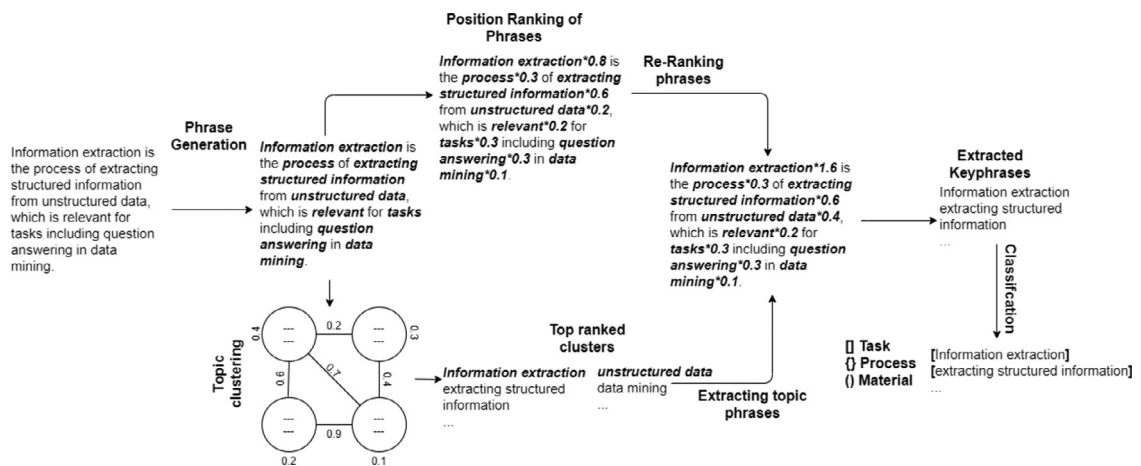 Information extraction is
the process of extracting
structured information
from unstructured data,
which is relevant for
tasks including question
answering in data
mining.
Phrase
Generation
Information extraction is
the process of extracting
structured information
from unstructured data,
which is relevant for tasks
including question
answering in data
mining.
Position Ranking of
Phrases
Information extraction*0.8 is
the process*0.3 of extracting
structured information*0.6
from unstructured data*0.2,
which is relevant*0.2 for
tasks*0.3 including question
answering*0.3 in data
mining*0.1.
Re-Ranking
phrases
Topic
clustering
0.4
---
---
0.2
---
---
0.3
0.6
0.7
0.4
---
---
0.9
---
---
0.2
0.1
Top ranked
clusters
Information extraction
extracting structured
information
...
unstructured data
data mining
...
Extracting topic
phrases
Information extraction*1.6 is
the process*0.3 of extracting
structured information*0.6
from unstructured data*0.4,
which is relevant*0.2 for
tasks*0.3 including question
answering*0.3 in data
mining*0.1.
Extracted
Keyphrases
Information extraction
extracting structured
information
...
Classifcation
[] Task
{} Process
() Material
[Information extraction]
[extracting structured information]
...